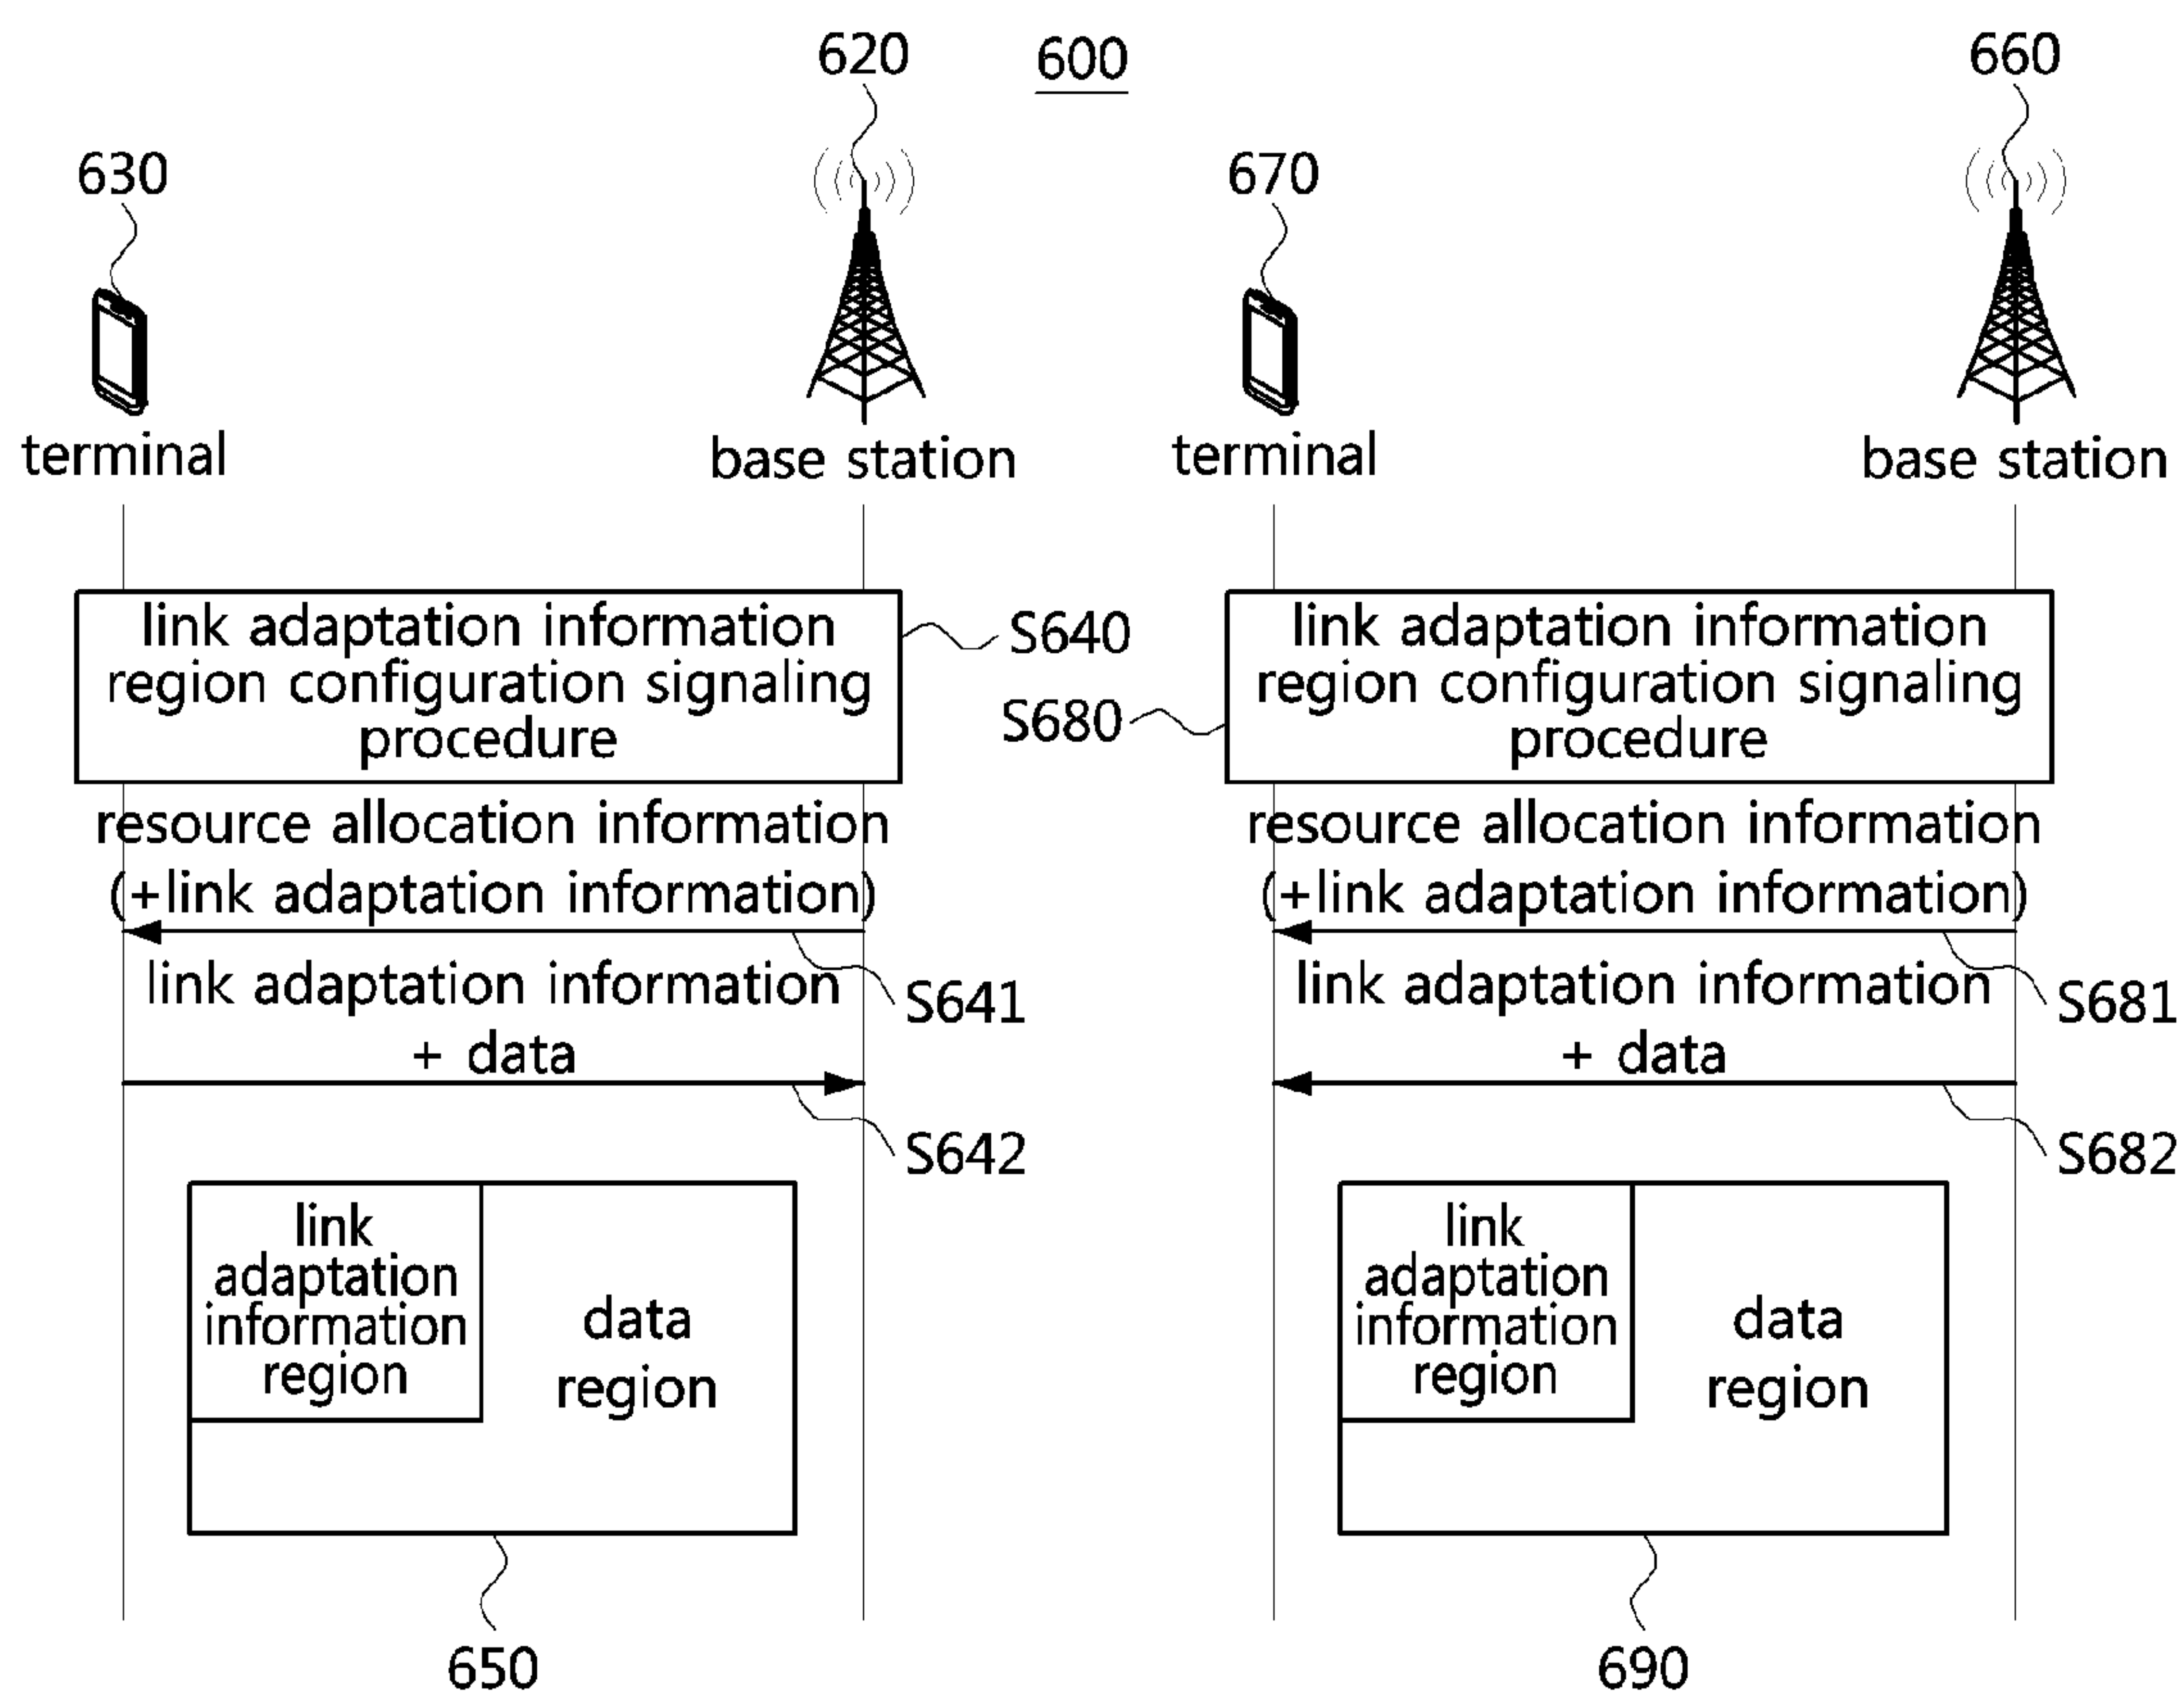 600
620
630
terminal
base station
link adaptation information
region configuration signaling
procedure
S640
resource allocation information
(+link adaptation information)
S641
link adaptation information
+ data
S642
link
adaptation
information
region
data
region
650
660
670
terminal
base station
link adaptation information
region configuration signaling
procedure
S680
resource allocation information
(+link adaptation information)
S681
link adaptation information
+ data
S682
link
adaptation
information
region
data
region
690